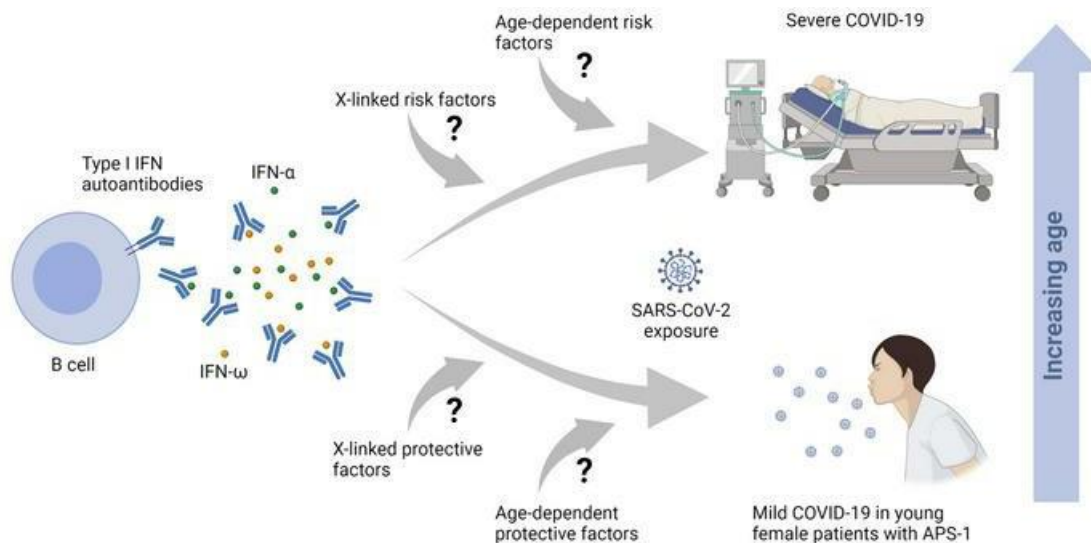 Age-dependent risk
factors
?
Severe COVID-19
X-linked risk factors
?
Type I IFN
autoantibodies
IFN-α
B cell
IFN-ω
SARS-CoV-2
exposure
Increasing age
?
X-linked protective
factors
?
Age-dependent
protective factors
Mild COVID-19 in young
female patients with APS-1